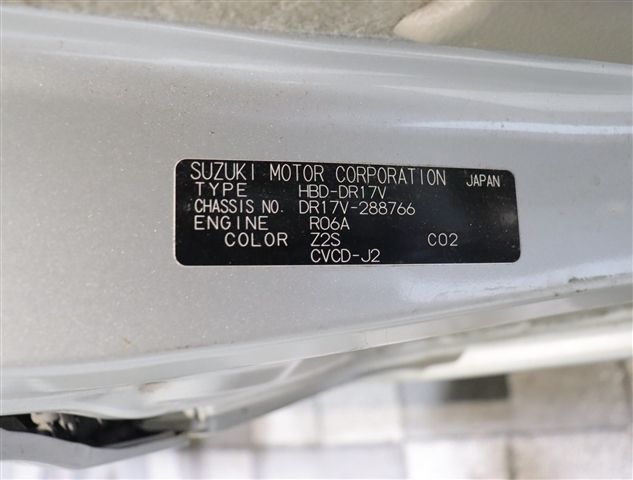 SUZUKI MOTOR CORPORATION JAPAN
TYPE HBD-DR17V
CHASSIS NO. DR17V-288766
ENGINE R06A
COLOR Z2S C02
CVCD-J2